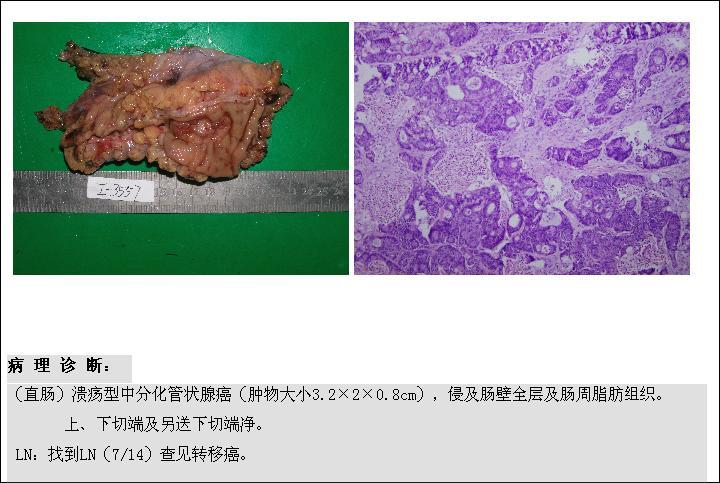 I-3557
病 理 诊 断：
（直肠）溃疡型中分化管状腺癌（肿物大小3.2×2×0.8cm），侵及肠壁全层及肠周脂肪组织。
上、下切端及另送下切端净。
LN：找到LN（7/14）查见转移癌。